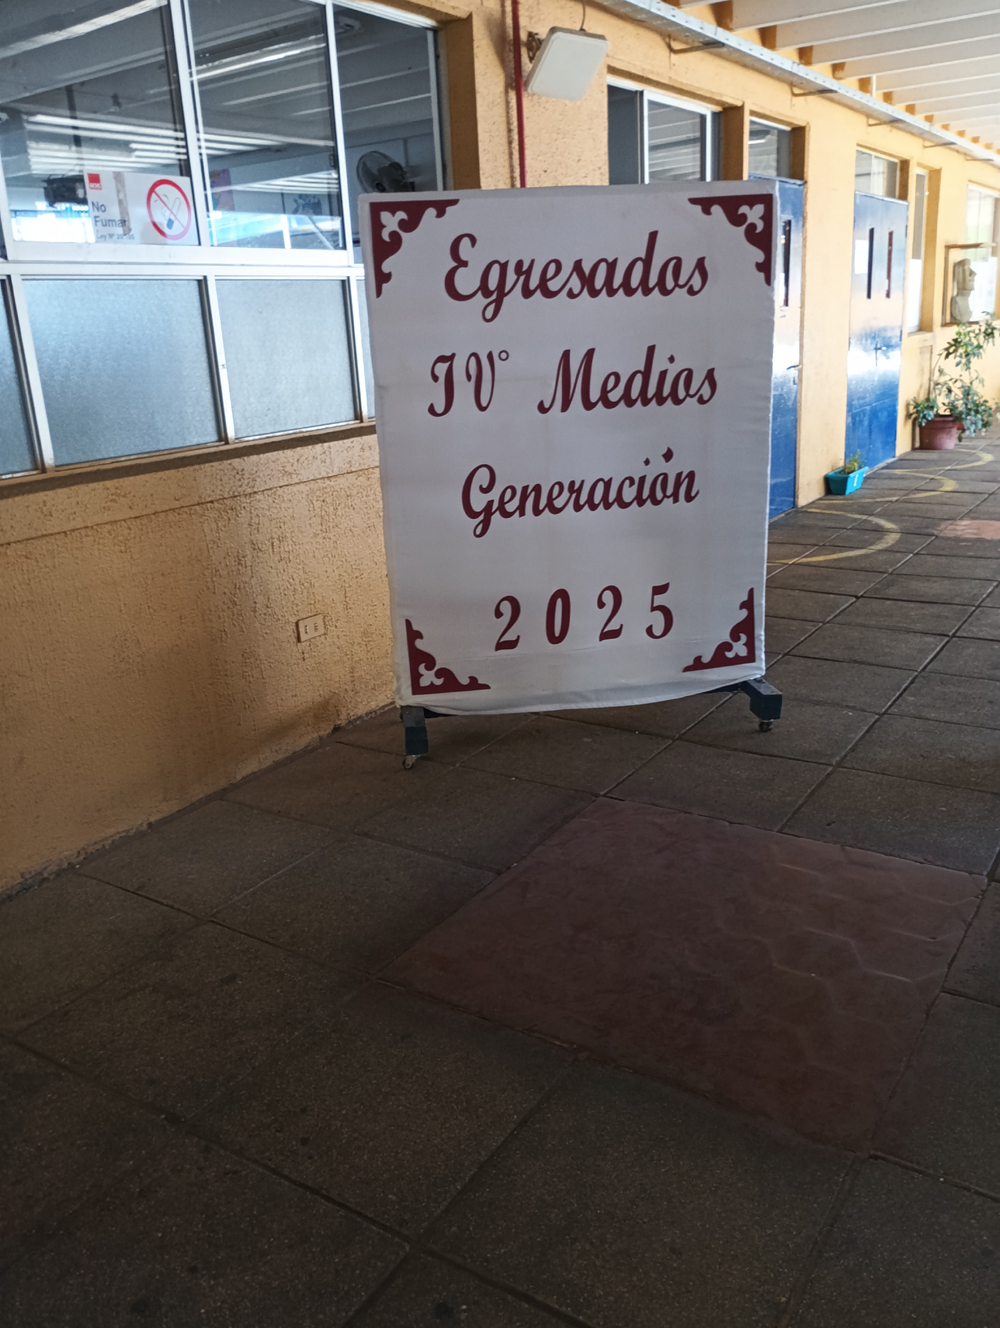 No
Fumar
Egresados
IV° Medios
Generación
2025